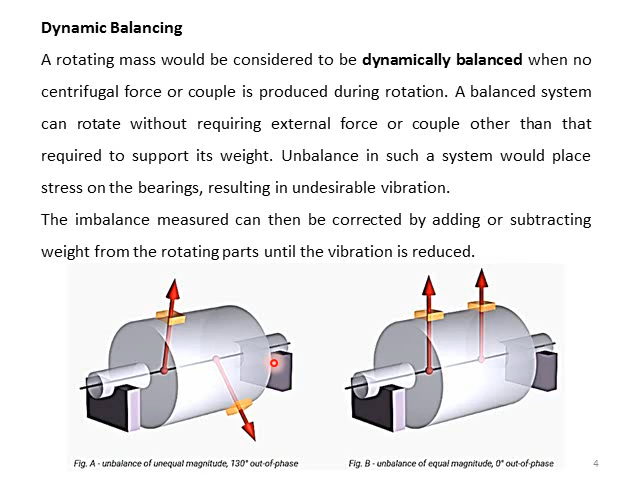 Dynamic Balancing
A rotating mass would be considered to be dynamically balanced when no
centrifugal force or couple is produced during rotation. A balanced system
can rotate without requiring external force or couple other than that
required to support its weight. Unbalance in such a system would place
stress on the bearings, resulting in undesirable vibration.
The imbalance measured can then be corrected by adding or subtracting
weight from the rotating parts until the vibration is reduced.
Fig. A - unbalance of unequal magnitude, 130° out-of-phase
Fig. B - unbalance of equal magnitude, 0° out-of-phase
4